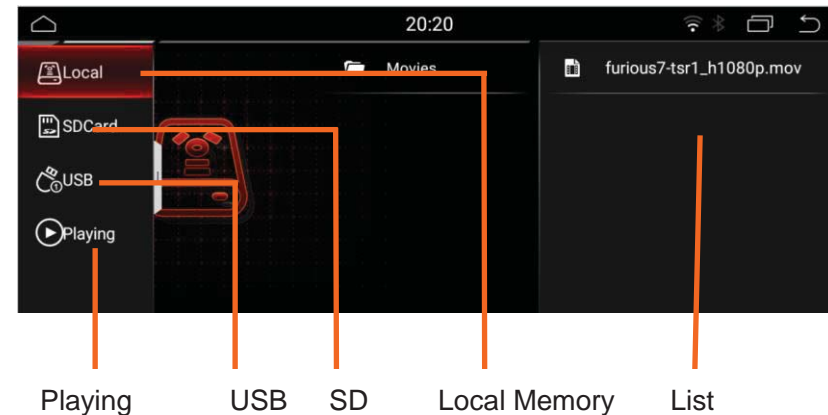 20:20
Local
Movies
furious7-tsr1_h1080p.mov
SDCard
USB
Playing
Playing USB SD Local Memory List